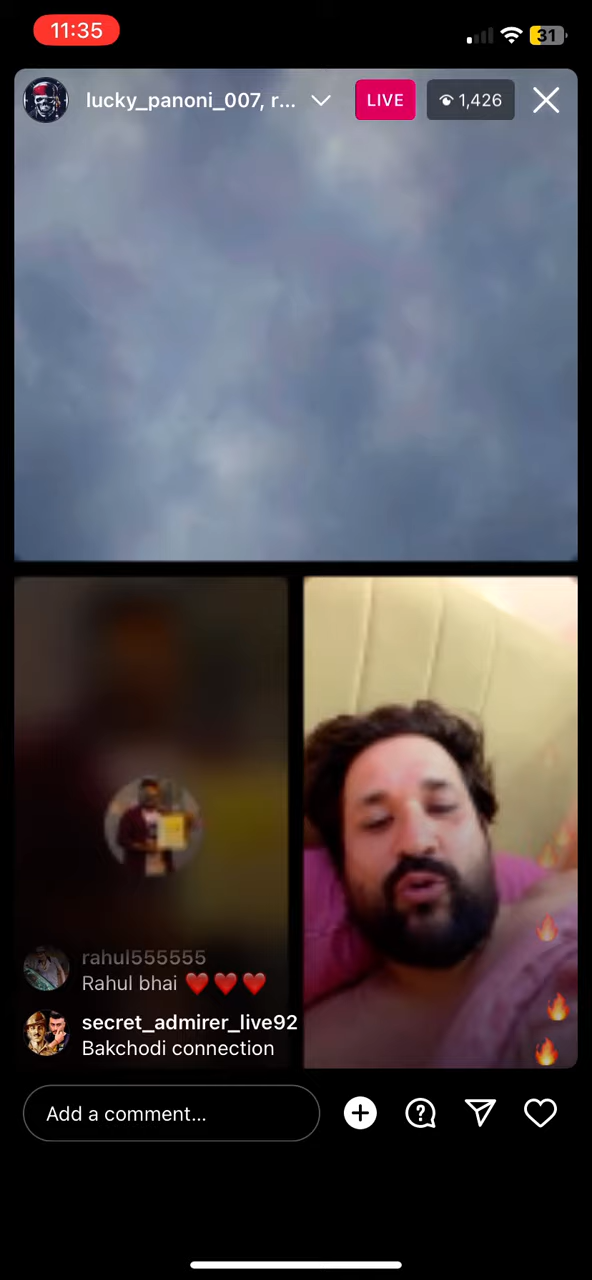 11:35
31
lucky_panoni_007, r...
LIVE
1,426
rahul555555
Rahul bhai ❤️❤️❤️
secret_admirer_live92
Bakchodi connection
Add a comment...